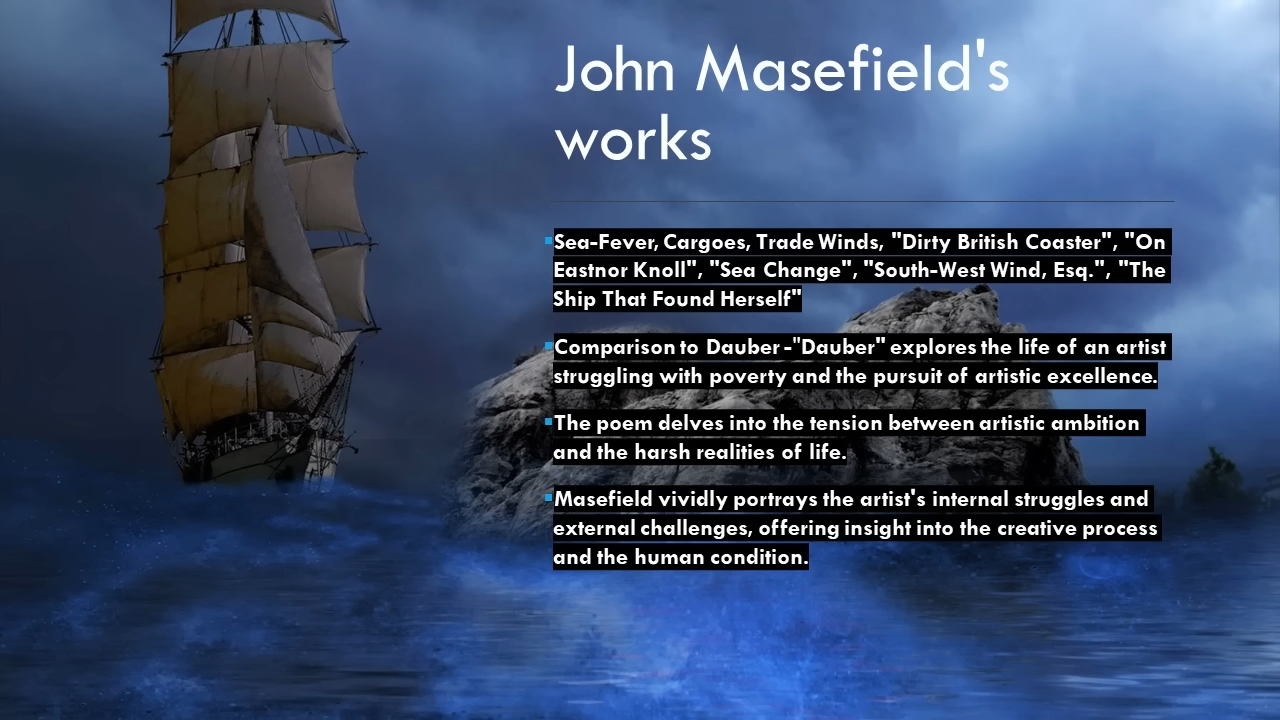 John Masefield's
works
Sea-Fever, Cargoes, Trade Winds, "Dirty British Coaster", "On
Eastnor Knoll", "Sea Change", "South-West Wind, Esq.", "The
Ship That Found Herself"
Comparison to Dauber -"Dauber" explores the life of an artist
struggling with poverty and the pursuit of artistic excellence.
The poem delves into the tension between artistic ambition
and the harsh realities of life.
Masefield vividly portrays the artist's internal struggles and
external challenges, offering insight into the creative process
and the human condition.